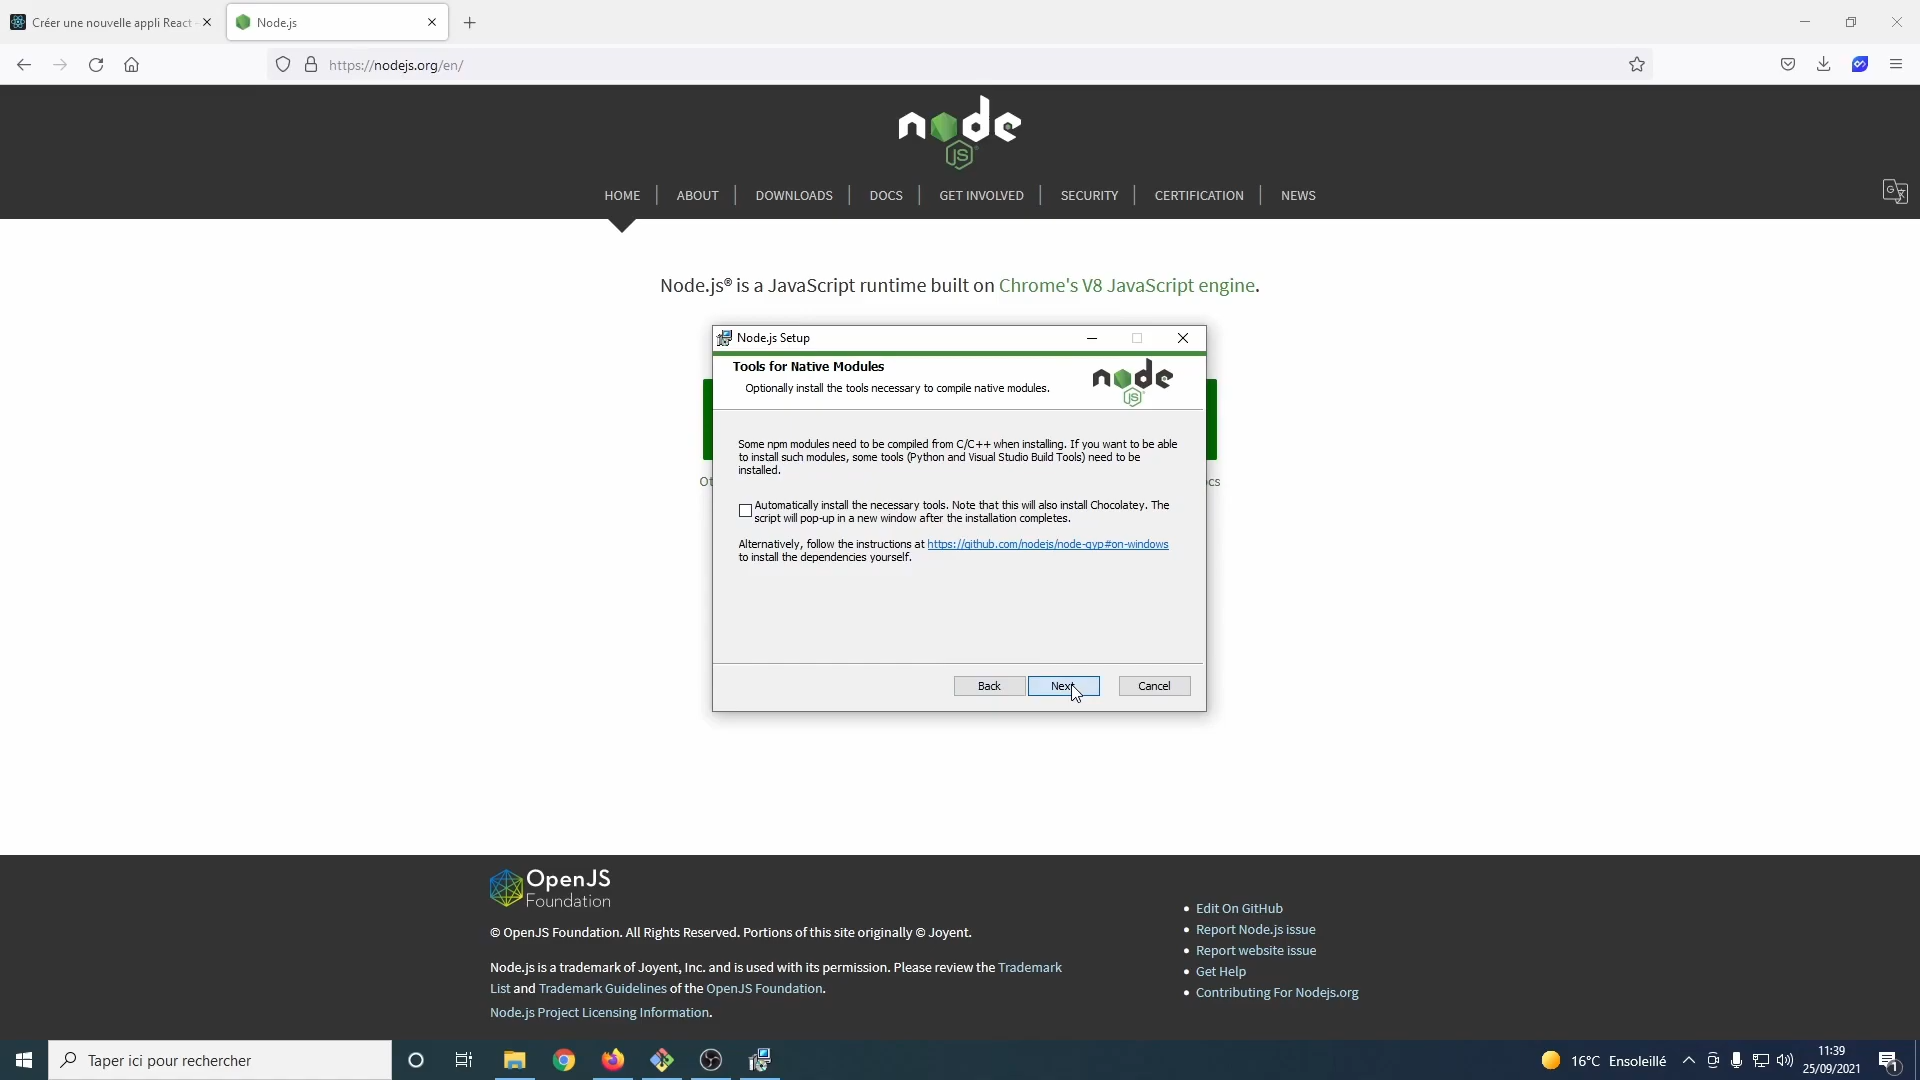 Créer une nouvelle appli React
Node.js
https://nodejs.org/en/
node
JS
HOME
ABOUT
DOWNLOADS
DOCS
GET INVOLVED
SECURITY
CERTIFICATION
NEWS
Node.js® is a JavaScript runtime built on Chrome's V8 JavaScript engine.
Node.js Setup
Tools for Native Modules
Optionally install the tools necessary to compile native modules.
node
JS
Some npm modules need to be compiled from C/C++ when installing. If you want to be able
to install such modules, some tools (Python and Visual Studio Build Tools) need to be
installed.
Automatically install the necessary tools. Note that this will also install Chocolatey. The
script will pop-up in a new window after the installation completes.
Alternatively, follow the instructions at https://github.com/nodejs/node-gyp#on-windows
to install the dependencies yourself.
Back
Next
Cancel
OpenJS
Foundation
© OpenJS Foundation. All Rights Reserved. Portions of this site originally © Joyent.
Node.js is a trademark of Joyent, Inc. and is used with its permission. Please review the Trademark
List and Trademark Guidelines of the OpenJS Foundation.
Node.js Project Licensing Information.
Edit On GitHub
Report Node.js issue
Report website issue
Get Help
Contributing For Nodejs.org
Taper ici pour rechercher
16°C Ensoleillé
11:39
25/09/2021
1